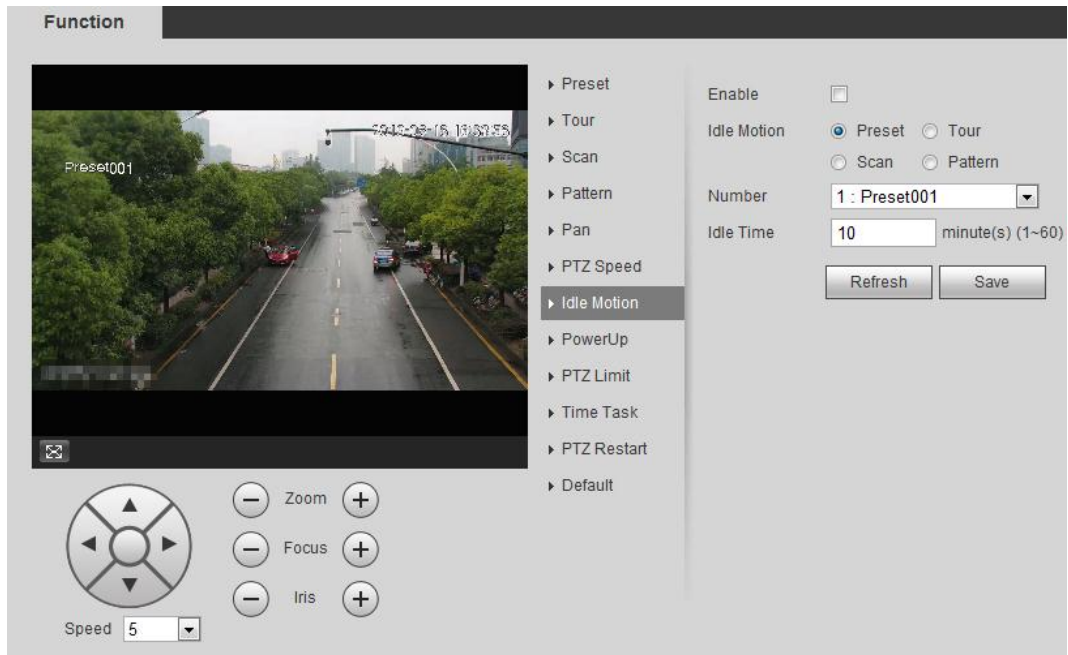 Function
Preset001
Preset
Tour
Scan
Pattern
Pan
PTZ Speed
Idle Motion
PowerUp
PTZ Limit
Time Task
PTZ Restart
Default
Enable
Idle Motion Preset Tour
Scan Pattern
Number 1 : Preset001
Idle Time 10 minute(s) (1~60)
Refresh Save
Zoom
Focus
Iris
Speed 5